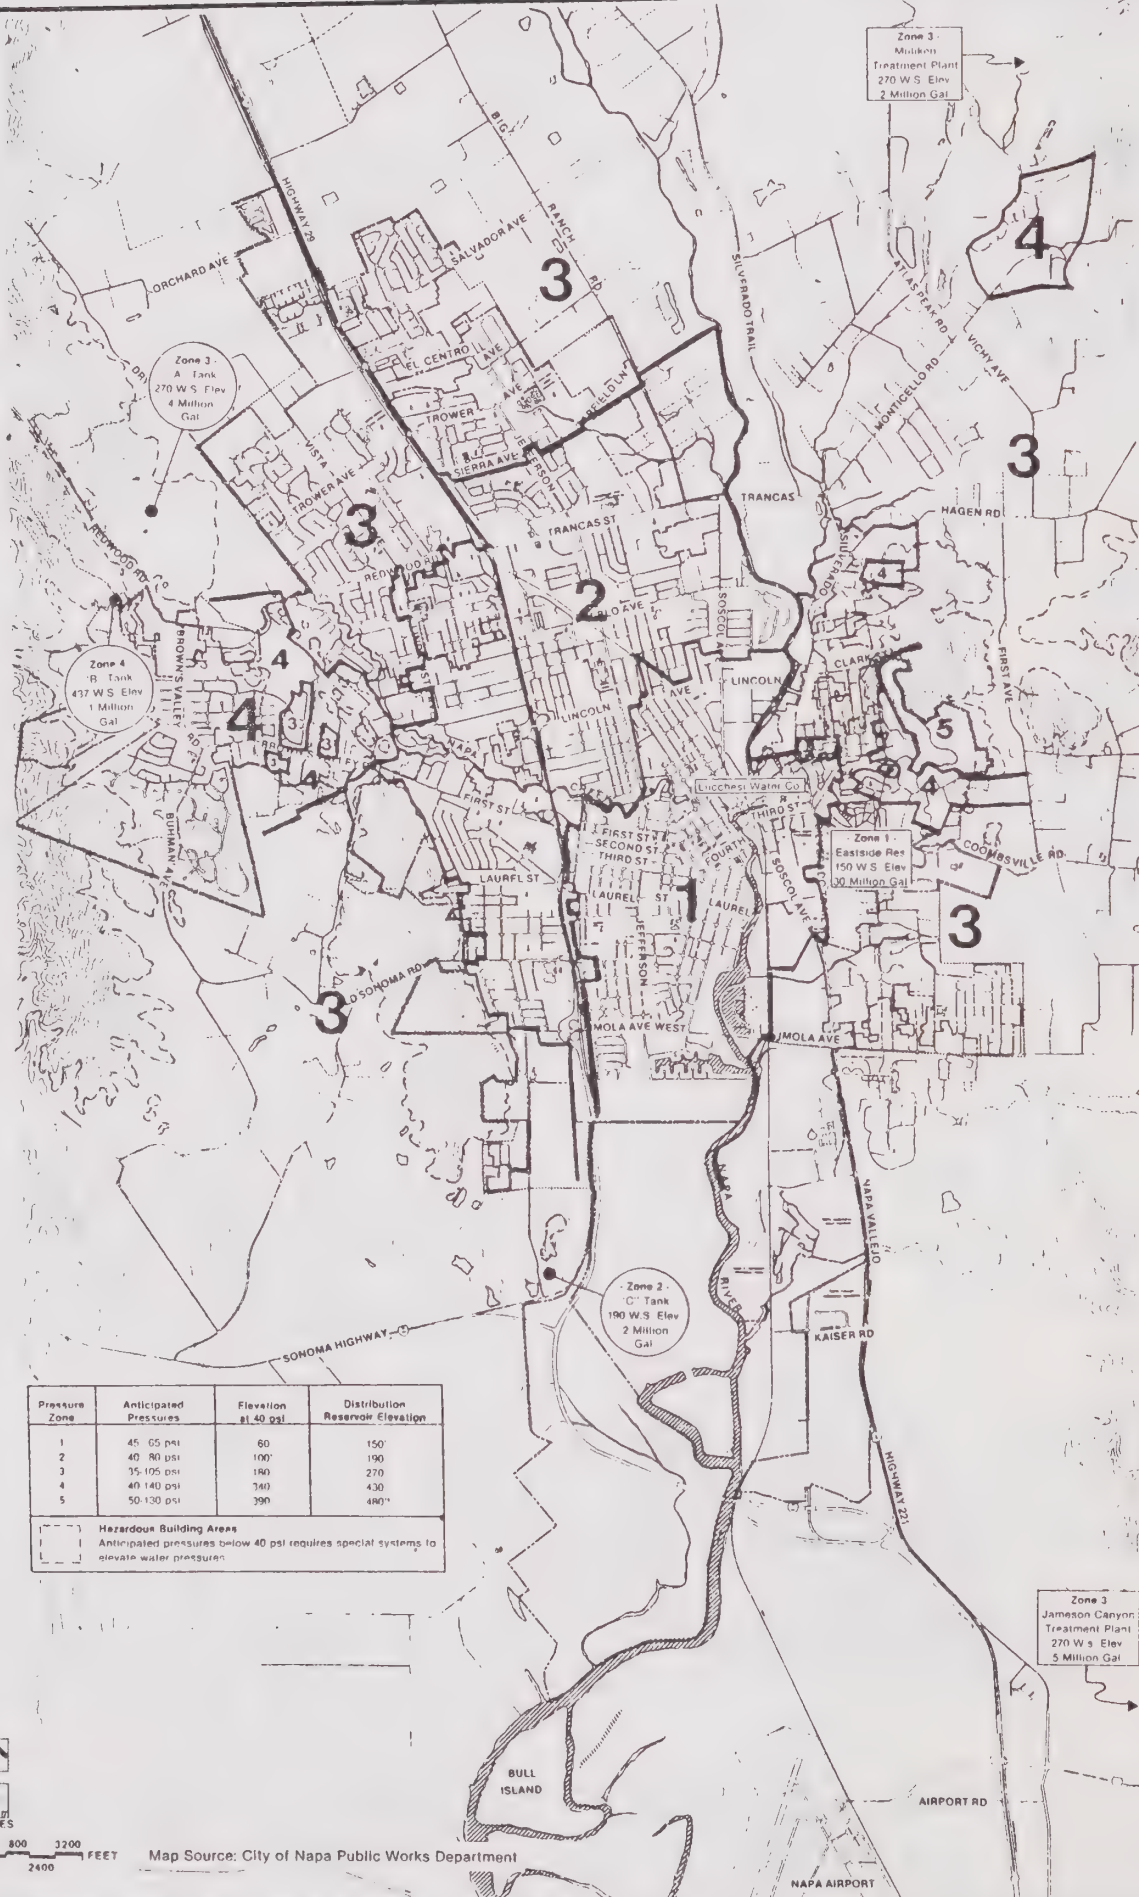 Zone 3 -
Milliken
Treatment Plant
270 W.S. Elev
2 Million Gal
BIG
RANCH
RD
HIGHWAY 29
4
SALVADOR AVE
3
ORCHARD AVE
SILVERADO TRAIL
ATLAS PEAK RD
VICHY AVE
MONTICELLO RD
EL CENTRO AVE
Zone 3 -
A Tank
270 W.S. Elev
4 Million
Gal
DR
TROWER AVE
SIERRA AVE
JEFFERSON
VISTA
TROWER AVE
3
3
TRANCAS
HAGEN RD
TRANCAS ST
REDWOOD RD
REDWOOD RD
SILVERADO
4
2
SOSCOL
CLARK
FIRST AVE
4
Zone 4
"B" Tank
437 W.S. Elev
1 Million
Gal
BROWN'S VALLEY
RD
4
3
3
4
LINCOLN
LINCOLN
AVE
5
NAPA
4
Lucchesi Water Co
FIRST ST
THIRD ST
BUHMAN AVE
FIRST ST
SECOND ST
THIRD ST
FOURTH
Zone 1
Eastside Res
150 W.S. Elev
30 Million Gal
COOMBSVILLE RD
LAUREL ST
LAUREL ST
LAUREL
1
JEFFERSON
SOSCOL AVE
3
3
D SONOMA RD
IMOLA AVE WEST
IMOLA AVE
NAPA
RIVER
NAPA VALLEJO
Zone 2 -
"C" Tank
190 W.S. Elev
2 Million
Gal
KAISER RD
SONOMA HIGHWAY
Pressure Zone Anticipated Pressures Elevation at 40 psi Distribution Reservoir Elevation
1 45-65 psi 60 150'
2 40-80 psi 100' 190
3 35-105 psi 180 270
4 40-140 psi 340 430
5 50-130 psi 390 480"
Hazardous Building Areas
Anticipated pressures below 40 psi requires special systems to
elevate water pressures
HIGHWAY 221
Zone 3
Jameson Canyon
Treatment Plant
270 W.s. Elev
5 Million Gal
BULL
ISLAND
AIRPORT RD
800 3200
FEET
2400
Map Source: City of Napa Public Works Department
NAPA AIRPORT